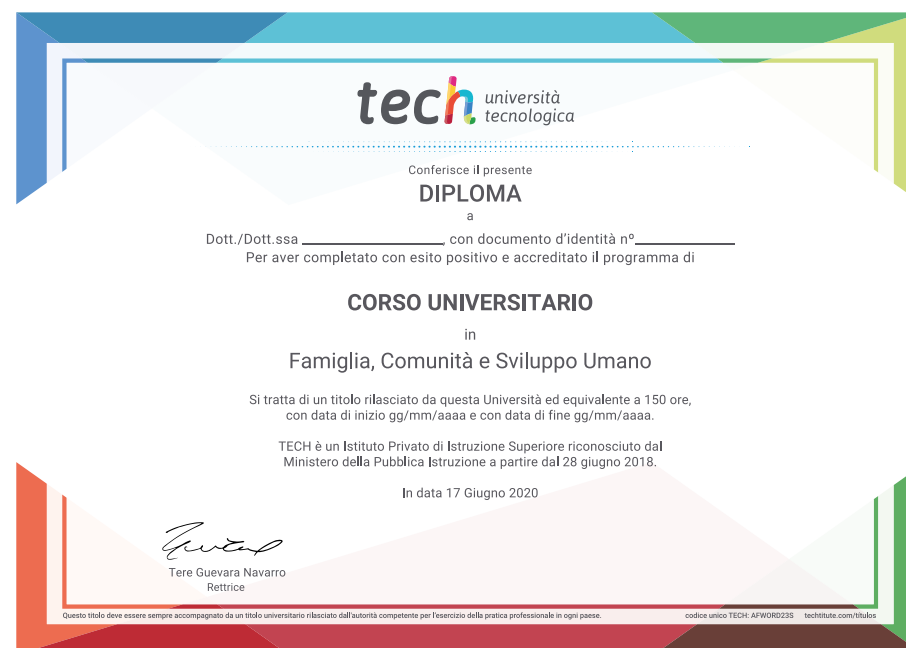 tech università
tecnologica
Conferisce il presente
DIPLOMA
a
Dott./Dott.ssa ____________________, con documento d'identità nº______________
Per aver completato con esito positivo e accreditato il programma di
CORSO UNIVERSITARIO
in
Famiglia, Comunità e Sviluppo Umano
Si tratta di un titolo rilasciato da questa Università ed equivalente a 150 ore,
con data di inizio gg/mm/aaaa e con data di fine gg/mm/aaaa.
TECH è un Istituto Privato di Istruzione Superiore riconosciuto dal
Ministero della Pubblica Istruzione a partire dal 28 giugno 2018.
In data 17 Giugno 2020
Tere Guevara Navarro
Rettrice
Questo titolo deve essere sempre accompagnato da un titolo universitario rilasciato dall'autorità competente per l'esercizio della pratica professionale in ogni paese. codice unico TECH: AFWORD23S techtitute.com/titulos